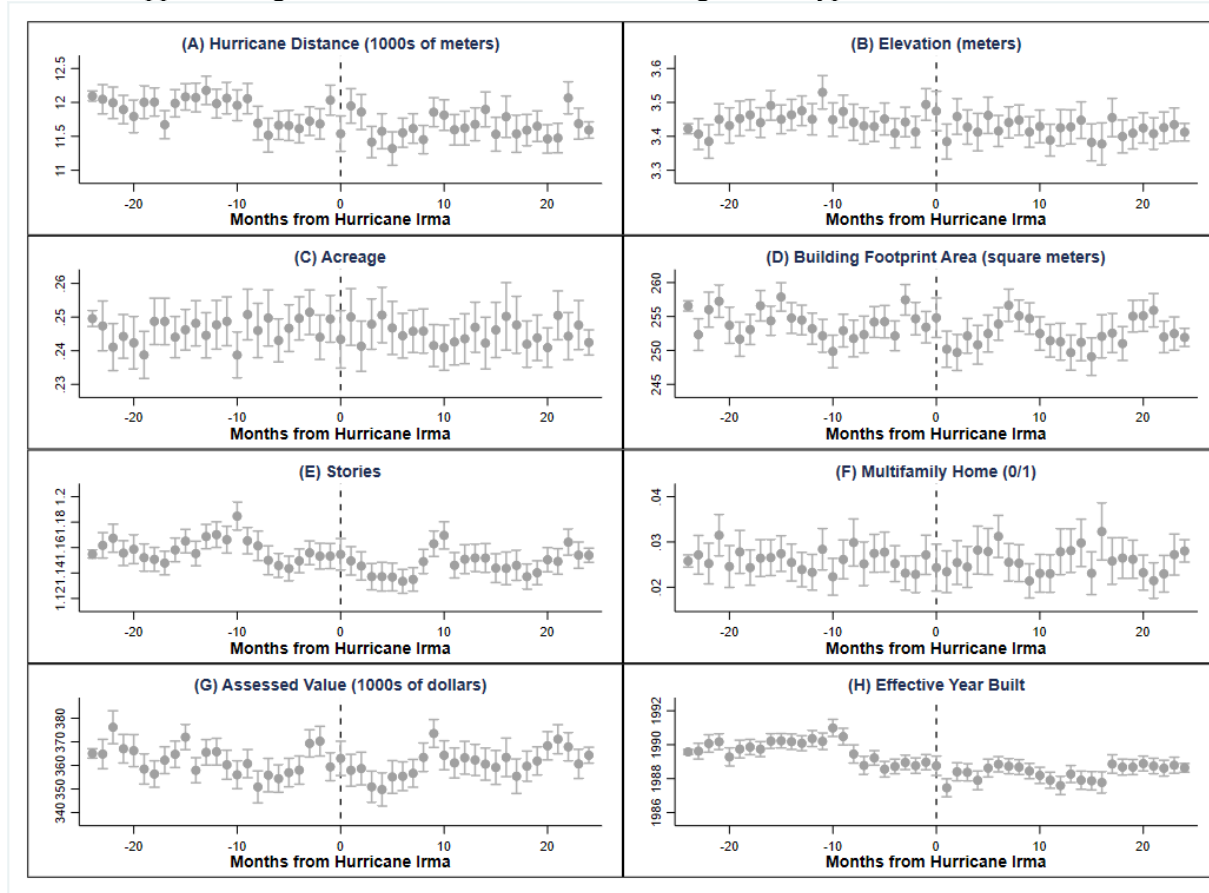 (A) Hurricane Distance (1000s of meters)
11 11.5 12 12.5
-20 -10 0 10 20
Months from Hurricane Irma
(B) Elevation (meters)
3.3 3.4 3.5 3.6
-20 -10 0 10 20
Months from Hurricane Irma
(C) Acreage
.23 .24 .25 .26
-20 -10 0 10 20
Months from Hurricane Irma
(D) Building Footprint Area (square meters)
245 250 255 260
-20 -10 0 10 20
Months from Hurricane Irma
(E) Stories
1.12 1.14 1.16 1.18 1.2
-20 -10 0 10 20
Months from Hurricane Irma
(F) Multifamily Home (0/1)
.02 .03 .04
-20 -10 0 10 20
Months from Hurricane Irma
(G) Assessed Value (1000s of dollars)
340 350 360 370 380
-20 -10 0 10 20
Months from Hurricane Irma
(H) Effective Year Built
1986 1988 1990 1992
-20 -10 0 10 20
Months from Hurricane Irma